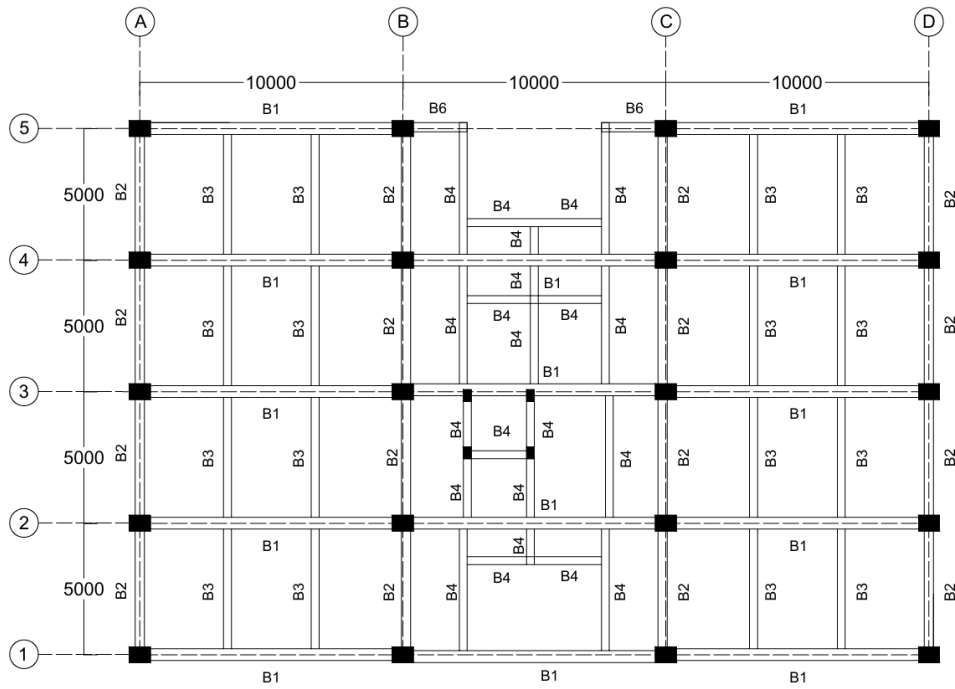 A B C D
10000 10000 10000
B1 B6 B6 B1
5
5000 B2 B3 B3 B2 B4 B4 B2 B3 B3 B2
B4 B4
B4
4
B1 B4 B1 B1
5000 B2 B3 B3 B2 B4 B4 B4 B4 B2 B3 B3 B2
B4
B1
3
B1 B1
5000 B2 B3 B3 B2 B4 B4 B4 B4 B2 B3 B3 B2
B4 B4
B1
2
B1 B4 B1
5000 B2 B3 B3 B2 B4 B4 B4 B4 B2 B3 B3 B2
1
B1 B1 B1